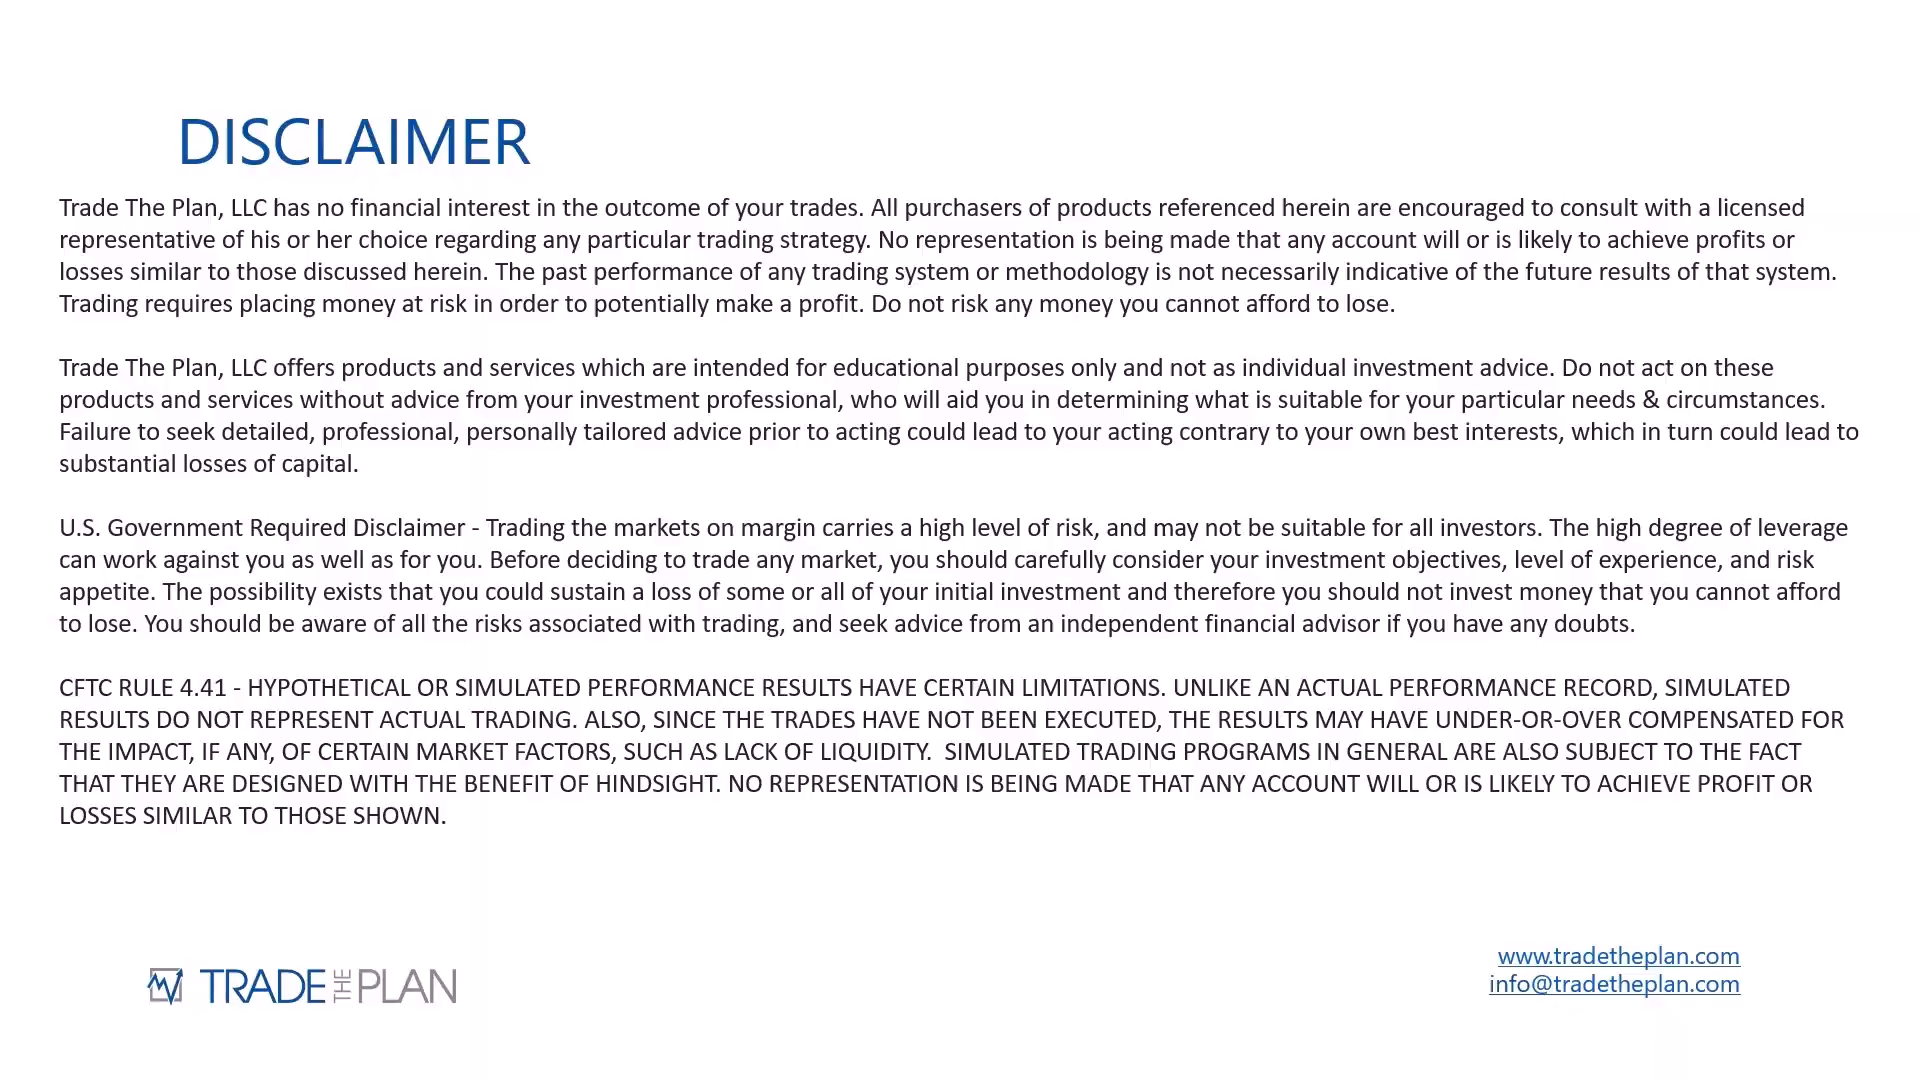 DISCLAIMER
Trade The Plan, LLC has no financial interest in the outcome of your trades. All purchasers of products referenced herein are encouraged to consult with a licensed
representative of his or her choice regarding any particular trading strategy. No representation is being made that any account will or is likely to achieve profits or
losses similar to those discussed herein. The past performance of any trading system or methodology is not necessarily indicative of the future results of that system.
Trading requires placing money at risk in order to potentially make a profit. Do not risk any money you cannot afford to lose.
Trade The Plan, LLC offers products and services which are intended for educational purposes only and not as individual investment advice. Do not act on these
products and services without advice from your investment professional, who will aid you in determining what is suitable for your particular needs & circumstances.
Failure to seek detailed, professional, personally tailored advice prior to acting could lead to your acting contrary to your own best interests, which in turn could lead to
substantial losses of capital.
U.S. Government Required Disclaimer - Trading the markets on margin carries a high level of risk, and may not be suitable for all investors. The high degree of leverage
can work against you as well as for you. Before deciding to trade any market, you should carefully consider your investment objectives, level of experience, and risk
appetite. The possibility exists that you could sustain a loss of some or all of your initial investment and therefore you should not invest money that you cannot afford
to lose. You should be aware of all the risks associated with trading, and seek advice from an independent financial advisor if you have any doubts.
CFTC RULE 4.41 - HYPOTHETICAL OR SIMULATED PERFORMANCE RESULTS HAVE CERTAIN LIMITATIONS. UNLIKE AN ACTUAL PERFORMANCE RECORD, SIMULATED
RESULTS DO NOT REPRESENT ACTUAL TRADING. ALSO, SINCE THE TRADES HAVE NOT BEEN EXECUTED, THE RESULTS MAY HAVE UNDER-OR-OVER COMPENSATED FOR
THE IMPACT, IF ANY, OF CERTAIN MARKET FACTORS, SUCH AS LACK OF LIQUIDITY.  SIMULATED TRADING PROGRAMS IN GENERAL ARE ALSO SUBJECT TO THE FACT
THAT THEY ARE DESIGNED WITH THE BENEFIT OF HINDSIGHT. NO REPRESENTATION IS BEING MADE THAT ANY ACCOUNT WILL OR IS LIKELY TO ACHIEVE PROFIT OR
LOSSES SIMILAR TO THOSE SHOWN.
TRADE THE PLAN
www.tradetheplan.com
info@tradetheplan.com